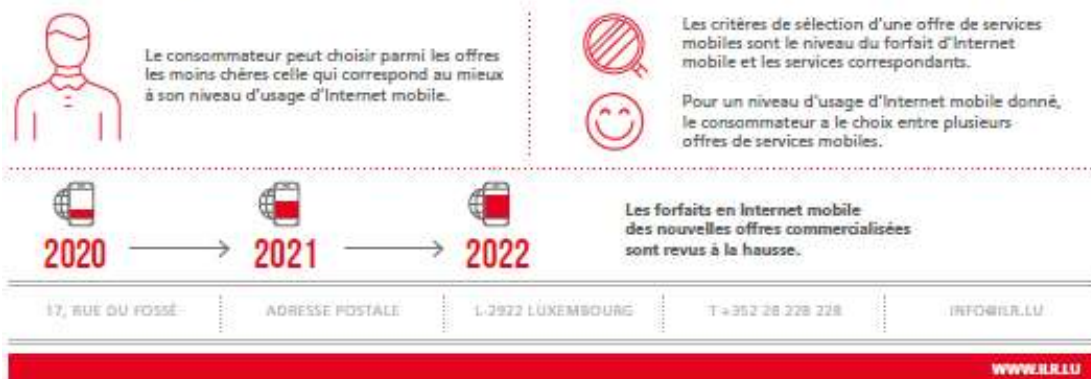 Le consommateur peut choisir parmi les offres
les moins chères celle qui correspond au mieux
à son niveau d'usage d'Internet mobile.
Les critères de sélection d'une offre de services
mobiles sont le niveau du forfait d'Internet
mobile et les services correspondants.
Pour un niveau d'usage d'Internet mobile donné,
le consommateur a le choix entre plusieurs
offres de services mobiles.
2020
2021
2022
Les forfaits en Internet mobile
des nouvelles offres commercialisées
sont revus à la hausse.
17, RUE DU FOSSÉ
ADRESSE POSTALE
L-2922 LUXEMBOURG
T +352 28 228 228
INFO@ILR.LU
WWW.ILR.LU